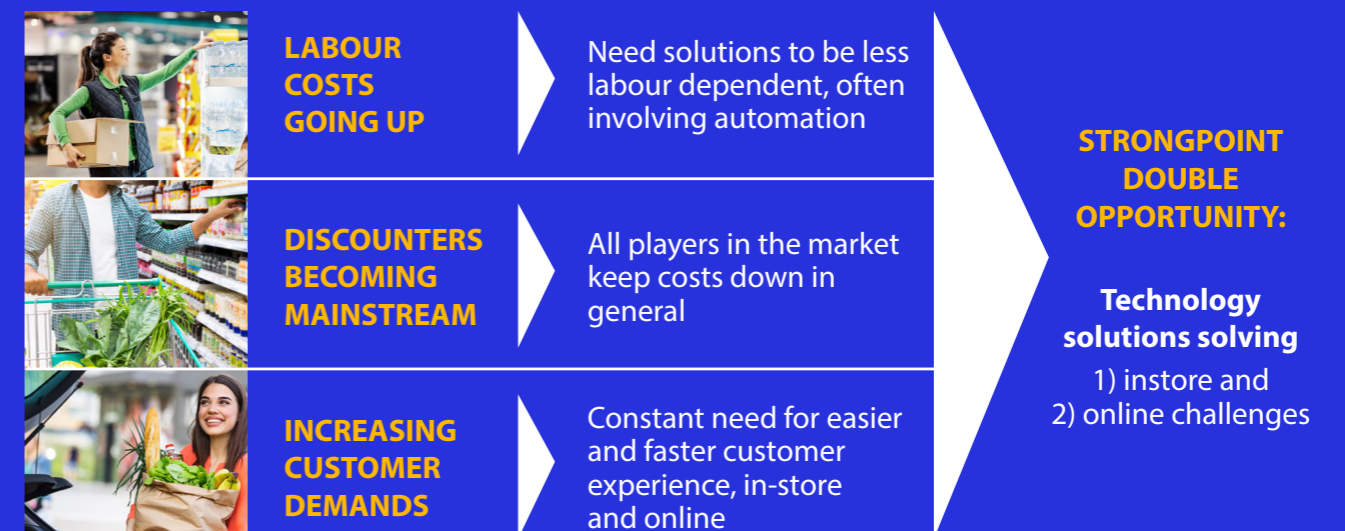 LABOUR
COSTS
GOING UP
Need solutions to be less
labour dependent, often
involving automation
DISCOUNTERS
BECOMING
MAINSTREAM
All players in the market
keep costs down in
general
INCREASING
CUSTOMER
DEMANDS
Constant need for easier
and faster customer
experience, in-store
and online
STRONGPOINT
DOUBLE
OPPORTUNITY:
Technology
solutions solving
1) instore and
2) online challenges